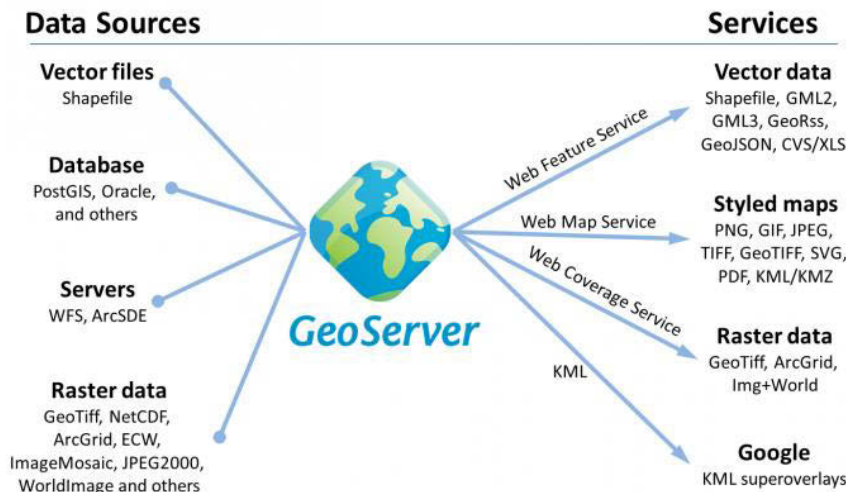 Data Sources
Services
Vector files
Shapefile
Database
PostGIS, Oracle,
and others
Servers
WFS, ArcSDE
Raster data
GeoTiff, NetCDF,
ArcGrid, ECW,
ImageMosaic, JPEG2000,
WorldImage and others
GeoServer
Web Feature Service
Web Map Service
Web Coverage Service
KML
Vector data
Shapefile, GML2,
GML3, GeoRss,
GeoJSON, CVS/XLS
Styled maps
PNG, GIF, JPEG,
TIFF, GeoTIFF, SVG,
PDF, KML/KMZ
Raster data
GeoTiff, ArcGrid,
Img+World
Google
KML superoverlays